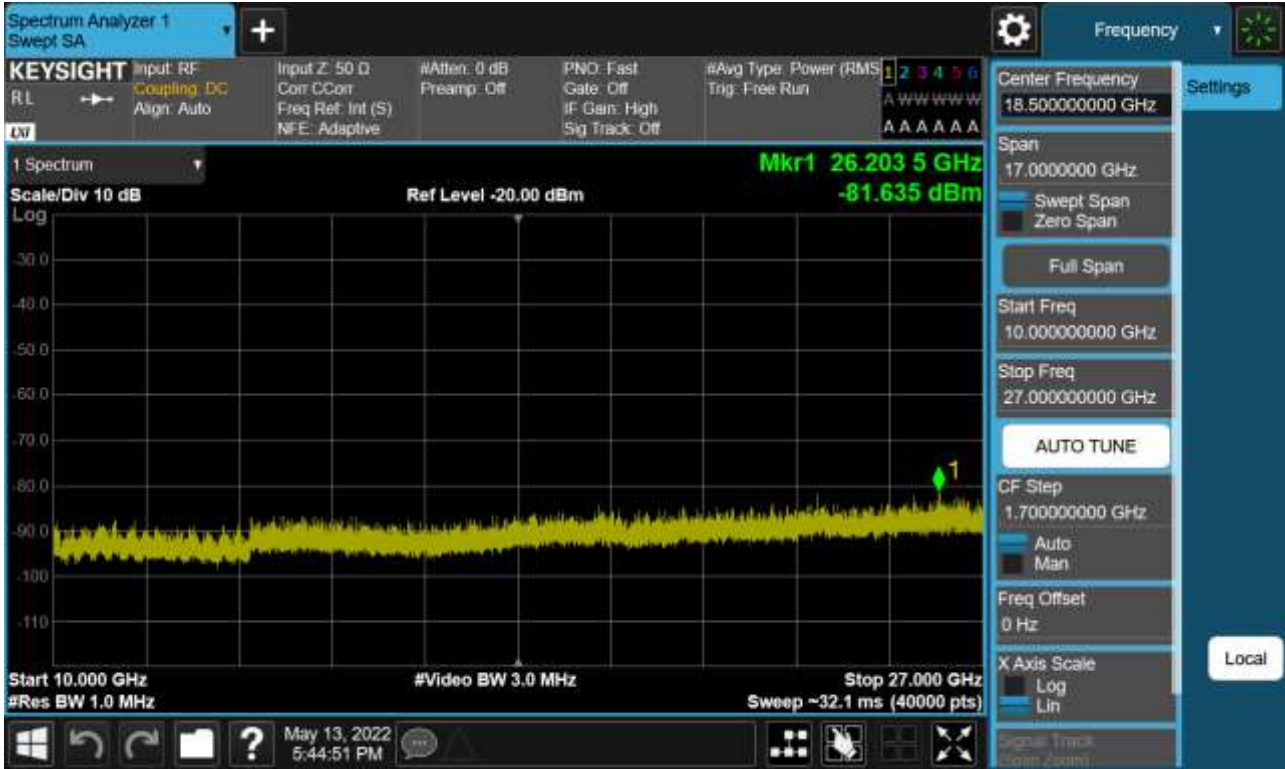 Spectrum Analyzer 1
Swept SA
+
Frequency
KEYSIGHT
RL
LXI
Input: RF
Coupling: DC
Align: Auto
Input Z: 50 Ω
Corr CCorr
Freq Ref: Int (S)
NFE: Adaptive
#Atten: 0 dB
Preamp: Off
PNO: Fast
Gate: Off
IF Gain: High
Sig Track: Off
#Avg Type: Power (RMS
Trig: Free Run
1 2 3 4 5 6
A W W W W W
A A A A A A
1 Spectrum
Scale/Div 10 dB
Log
Ref Level -20.00 dBm
Mkr1 26.203 5 GHz
-81.635 dBm
-30.0
-40.0
-50.0
-60.0
-70.0
-80.0
-90.0
-100
-110
1
Start 10.000 GHz
#Res BW 1.0 MHz
#Video BW 3.0 MHz
Stop 27.000 GHz
Sweep ~32.1 ms (40000 pts)
Center Frequency
18.500000000 GHz
Span
17.0000000 GHz
Swept Span
Zero Span
Full Span
Start Freq
10.000000000 GHz
Stop Freq
27.000000000 GHz
AUTO TUNE
CF Step
1.700000000 GHz
Auto
Man
Freq Offset
0 Hz
X Axis Scale
Log
Lin
Signal Track
(Span Zoom)
Settings
Local
?
May 13, 2022
5:44:51 PM